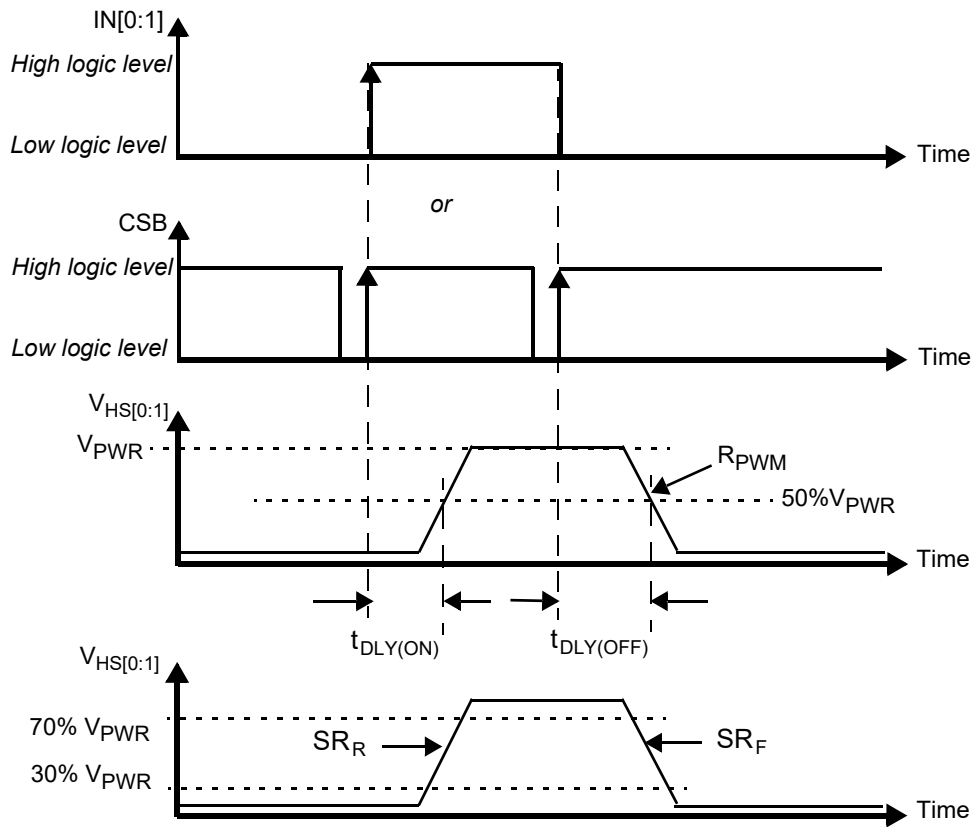 IN[0:1]
High logic level
Low logic level
Time
or
CSB
High logic level
Low logic level
Time
VHS[0:1]
VPWR
RPWM
50%VPWR
Time
tDLY(ON)
tDLY(OFF)
VHS[0:1]
70% VPWR
SRR
SRF
30% VPWR
Time